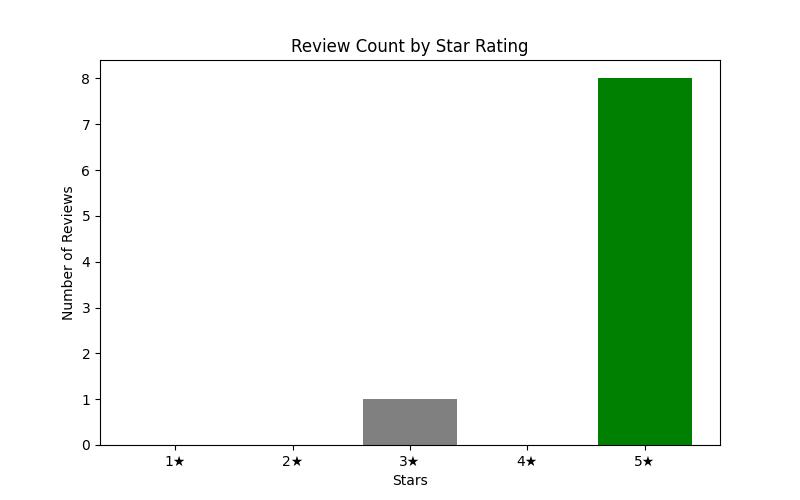 Review Count by Star Rating
Number of Reviews
8
7
6
5
4
3
2
1
0
1★ 2★ 3★ 4★ 5★
Stars